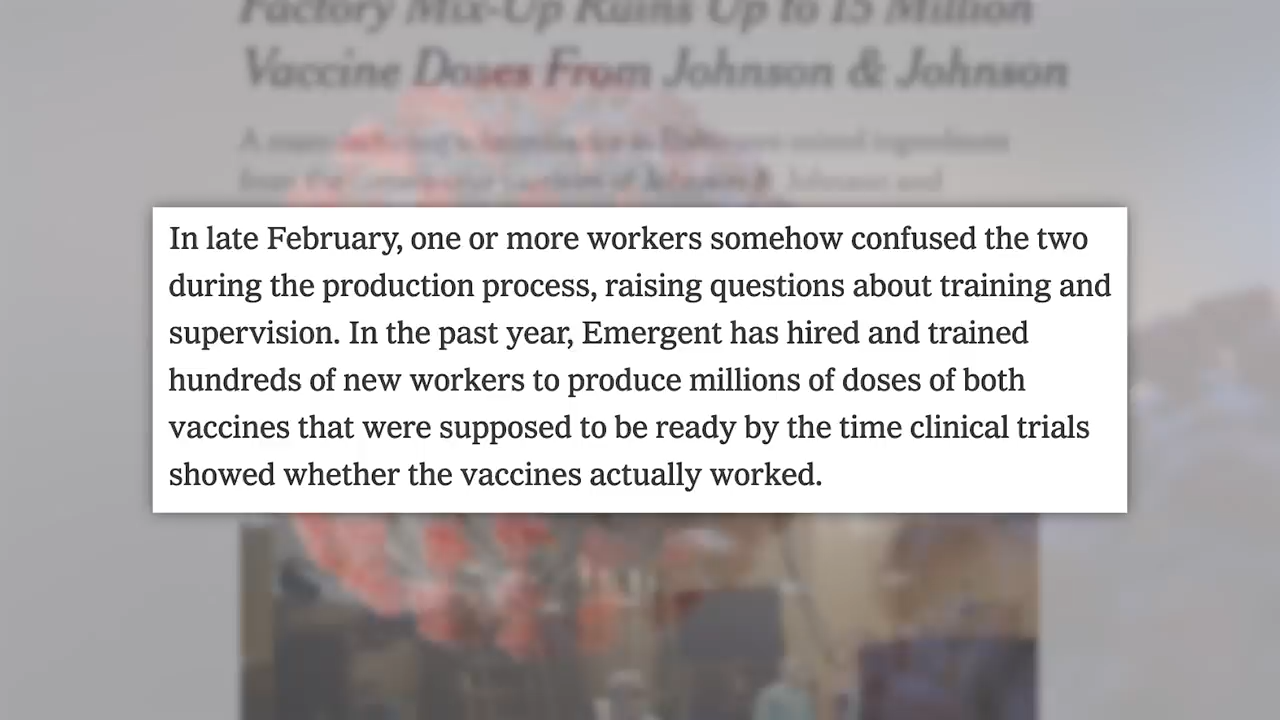 Factory Mix-Up Ruins Up to 15 Million
Vaccine Doses From Johnson & Johnson
In late February, one or more workers somehow confused the two
during the production process, raising questions about training and
supervision. In the past year, Emergent has hired and trained
hundreds of new workers to produce millions of doses of both
vaccines that were supposed to be ready by the time clinical trials
showed whether the vaccines actually worked.